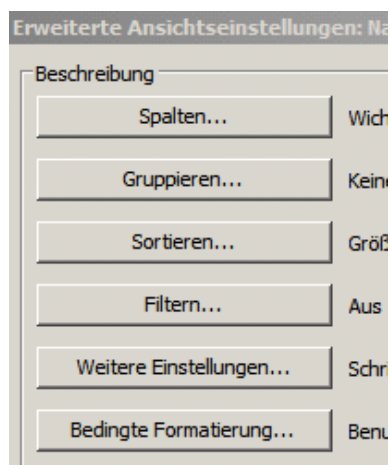 Erweiterte Ansichtseinstellungen: Na
Beschreibung
Spalten... Wich
Gruppieren... Keine
Sortieren... Größ
Filtern... Aus
Weitere Einstellungen... Schri
Bedingte Formatierung... Benu